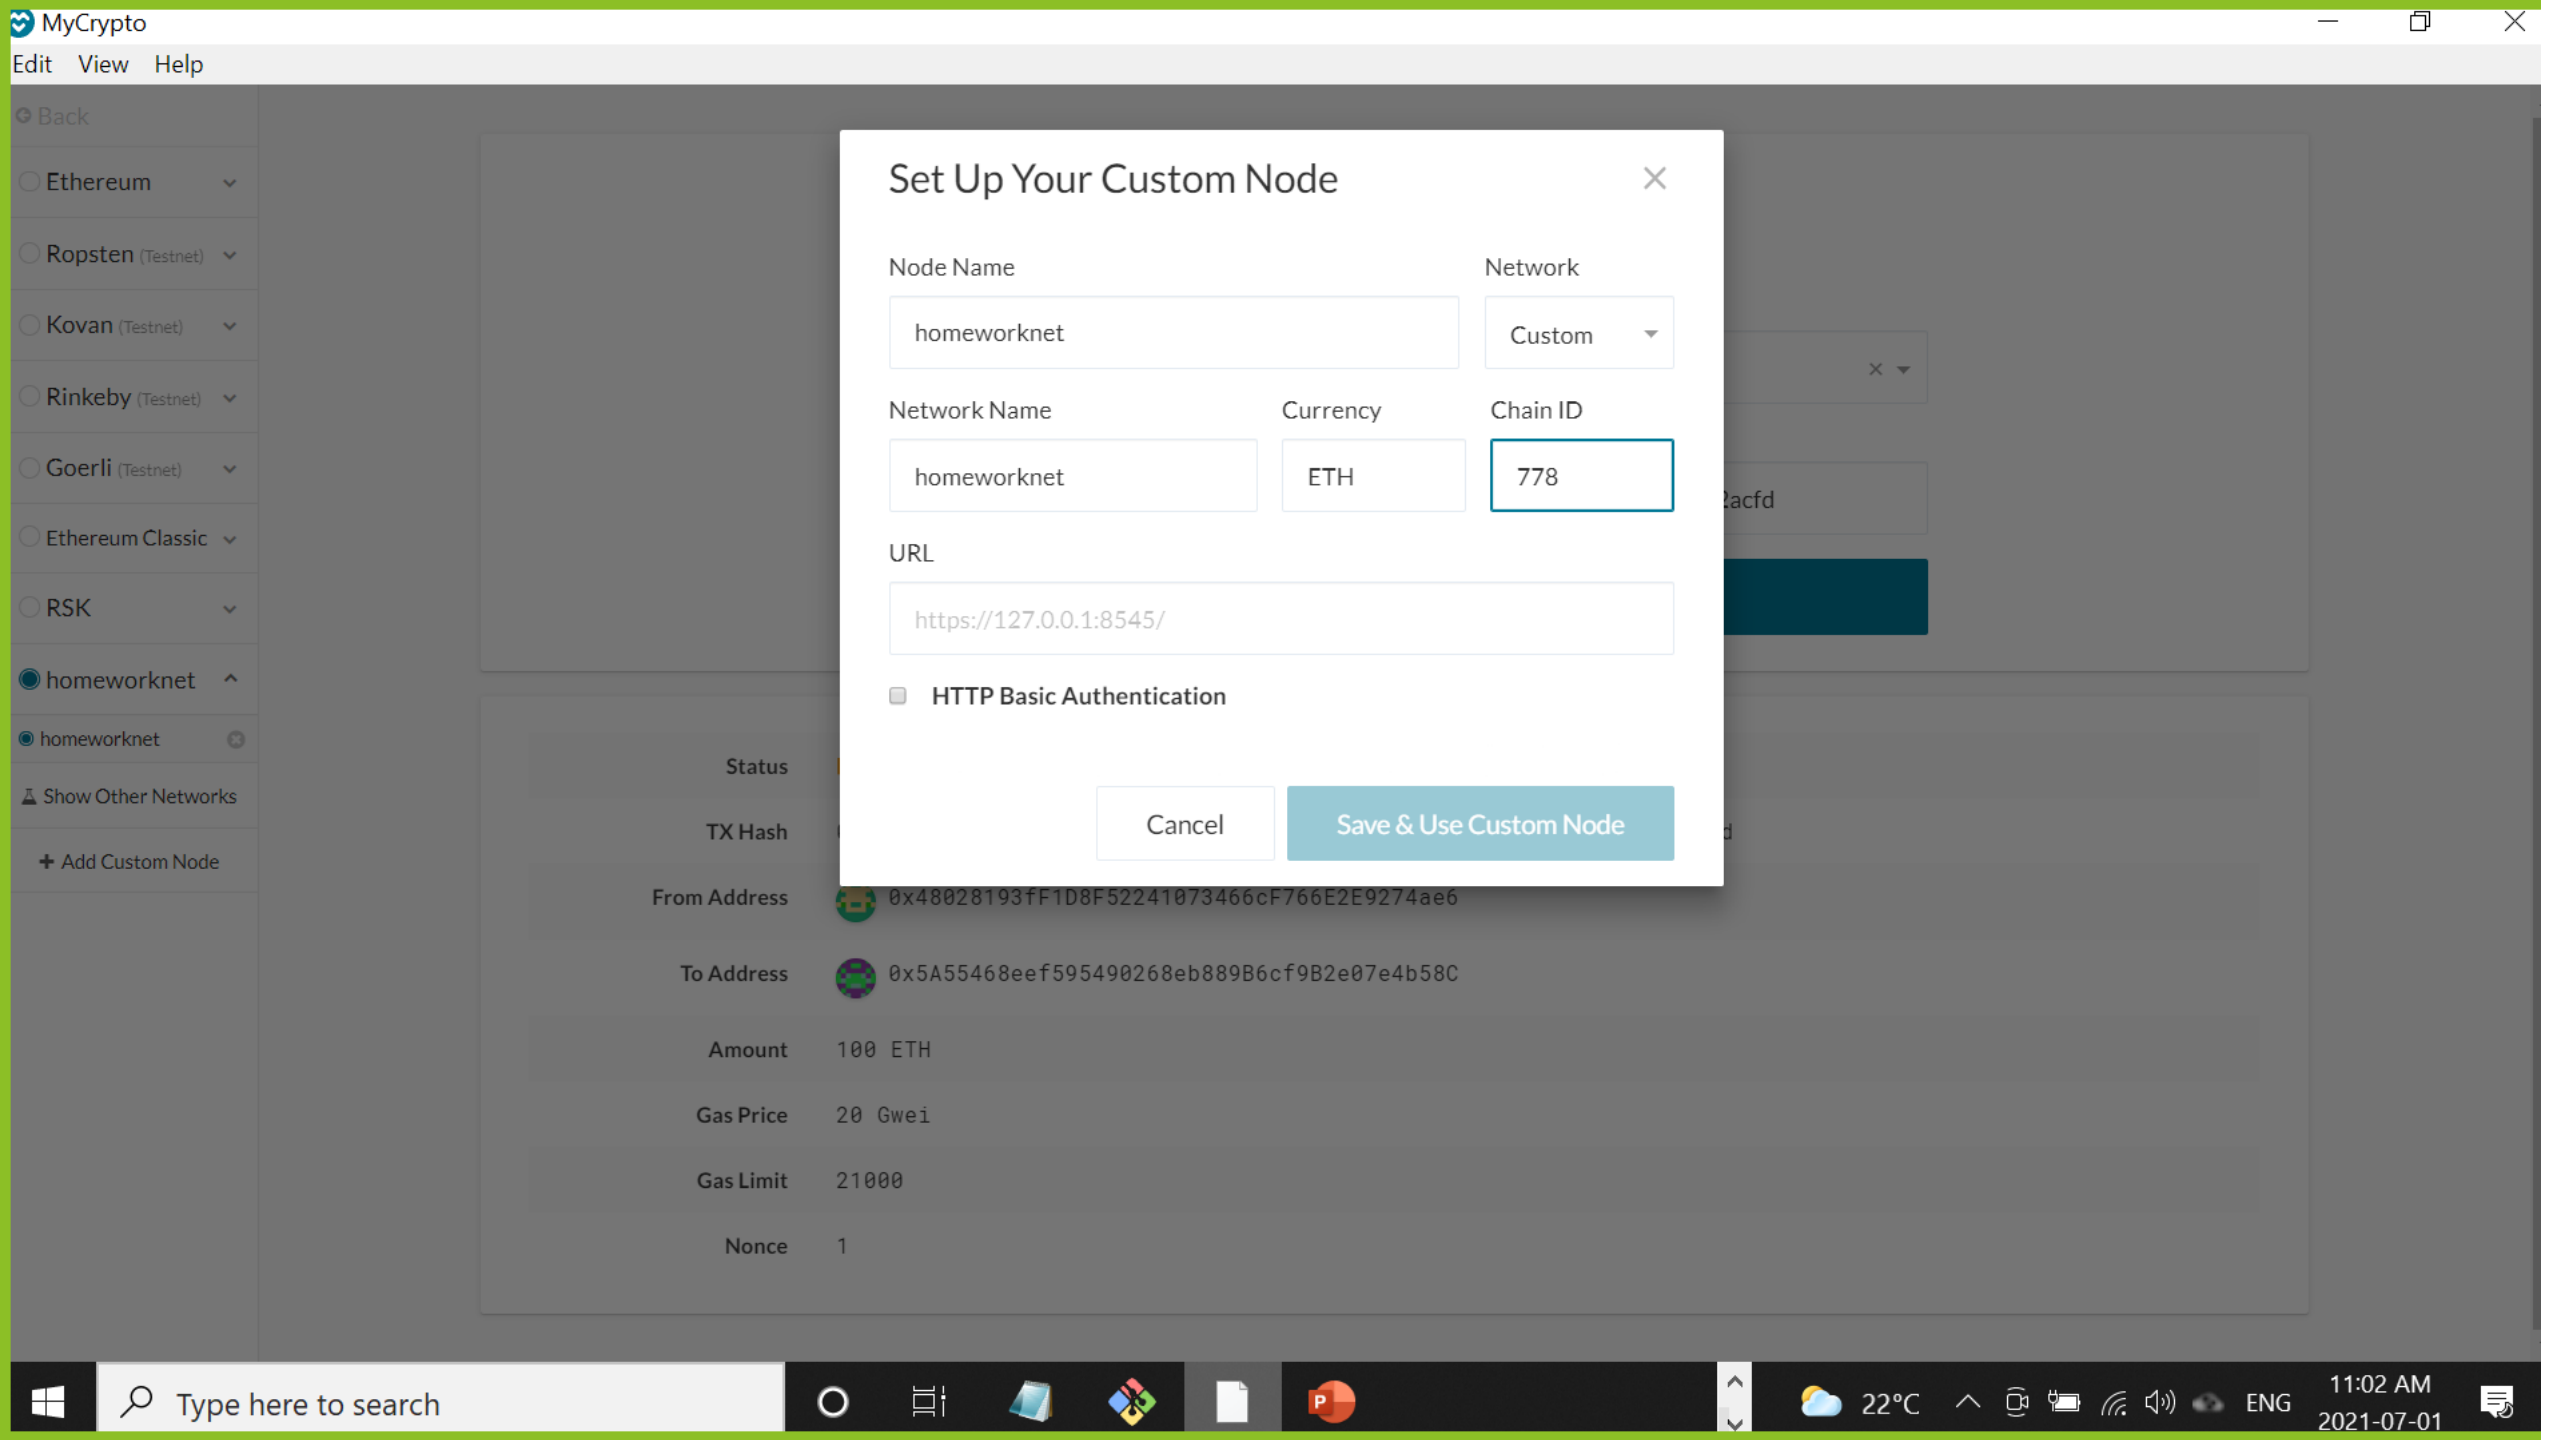 MyCrypto
Edit View Help
Back
Ethereum
Ropsten (Testnet)
Kovan (Testnet)
Rinkeby (Testnet)
Goerli (Testnet)
Ethereum Classic
RSK
homeworknet
homeworknet
Show Other Networks
+ Add Custom Node
Set Up Your Custom Node
Node Name
Network
homeworknet
Custom
Network Name
Currency
Chain ID
homeworknet
ETH
778
URL
https://127.0.0.1:8545/
HTTP Basic Authentication
Cancel
Save & Use Custom Node
acfd
Status
TX Hash
From Address
0x48028193fF1D8F52241073466cF766E2E9274ae6
To Address
0x5A55468eef595490268eb889B6cf9B2e07e4b58C
Amount
100 ETH
Gas Price
20 Gwei
Gas Limit
21000
Nonce
1
Type here to search
22°C
ENG
11:02 AM
2021-07-01